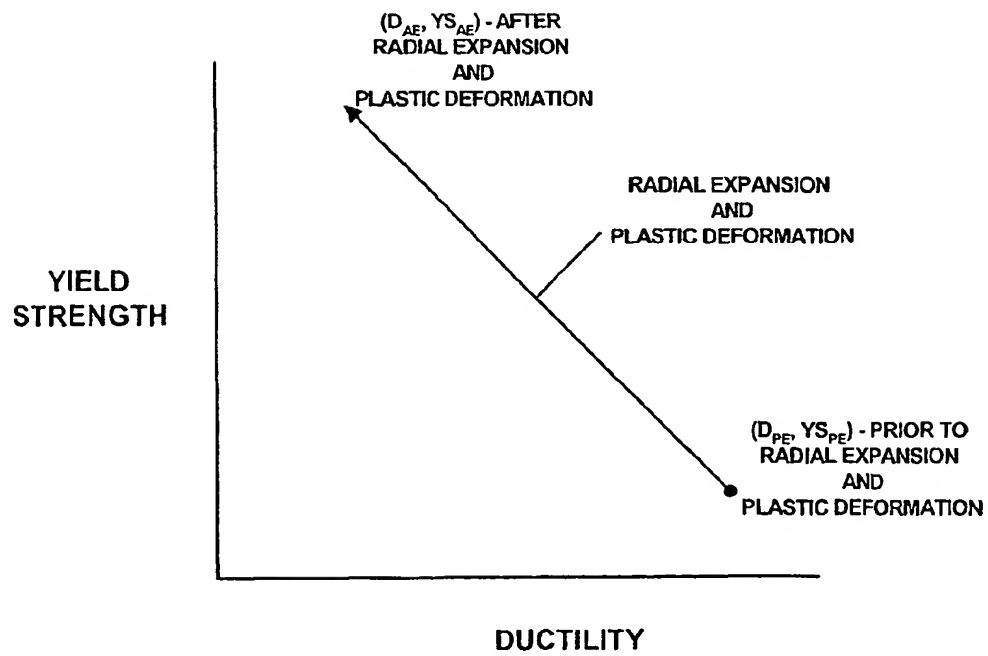 (D_AE, YS_AE) - AFTER
RADIAL EXPANSION
AND
PLASTIC DEFORMATION
RADIAL EXPANSION
AND
PLASTIC DEFORMATION
YIELD
STRENGTH
(D_PE, YS_PE) - PRIOR TO
RADIAL EXPANSION
AND
PLASTIC DEFORMATION
DUCTILITY